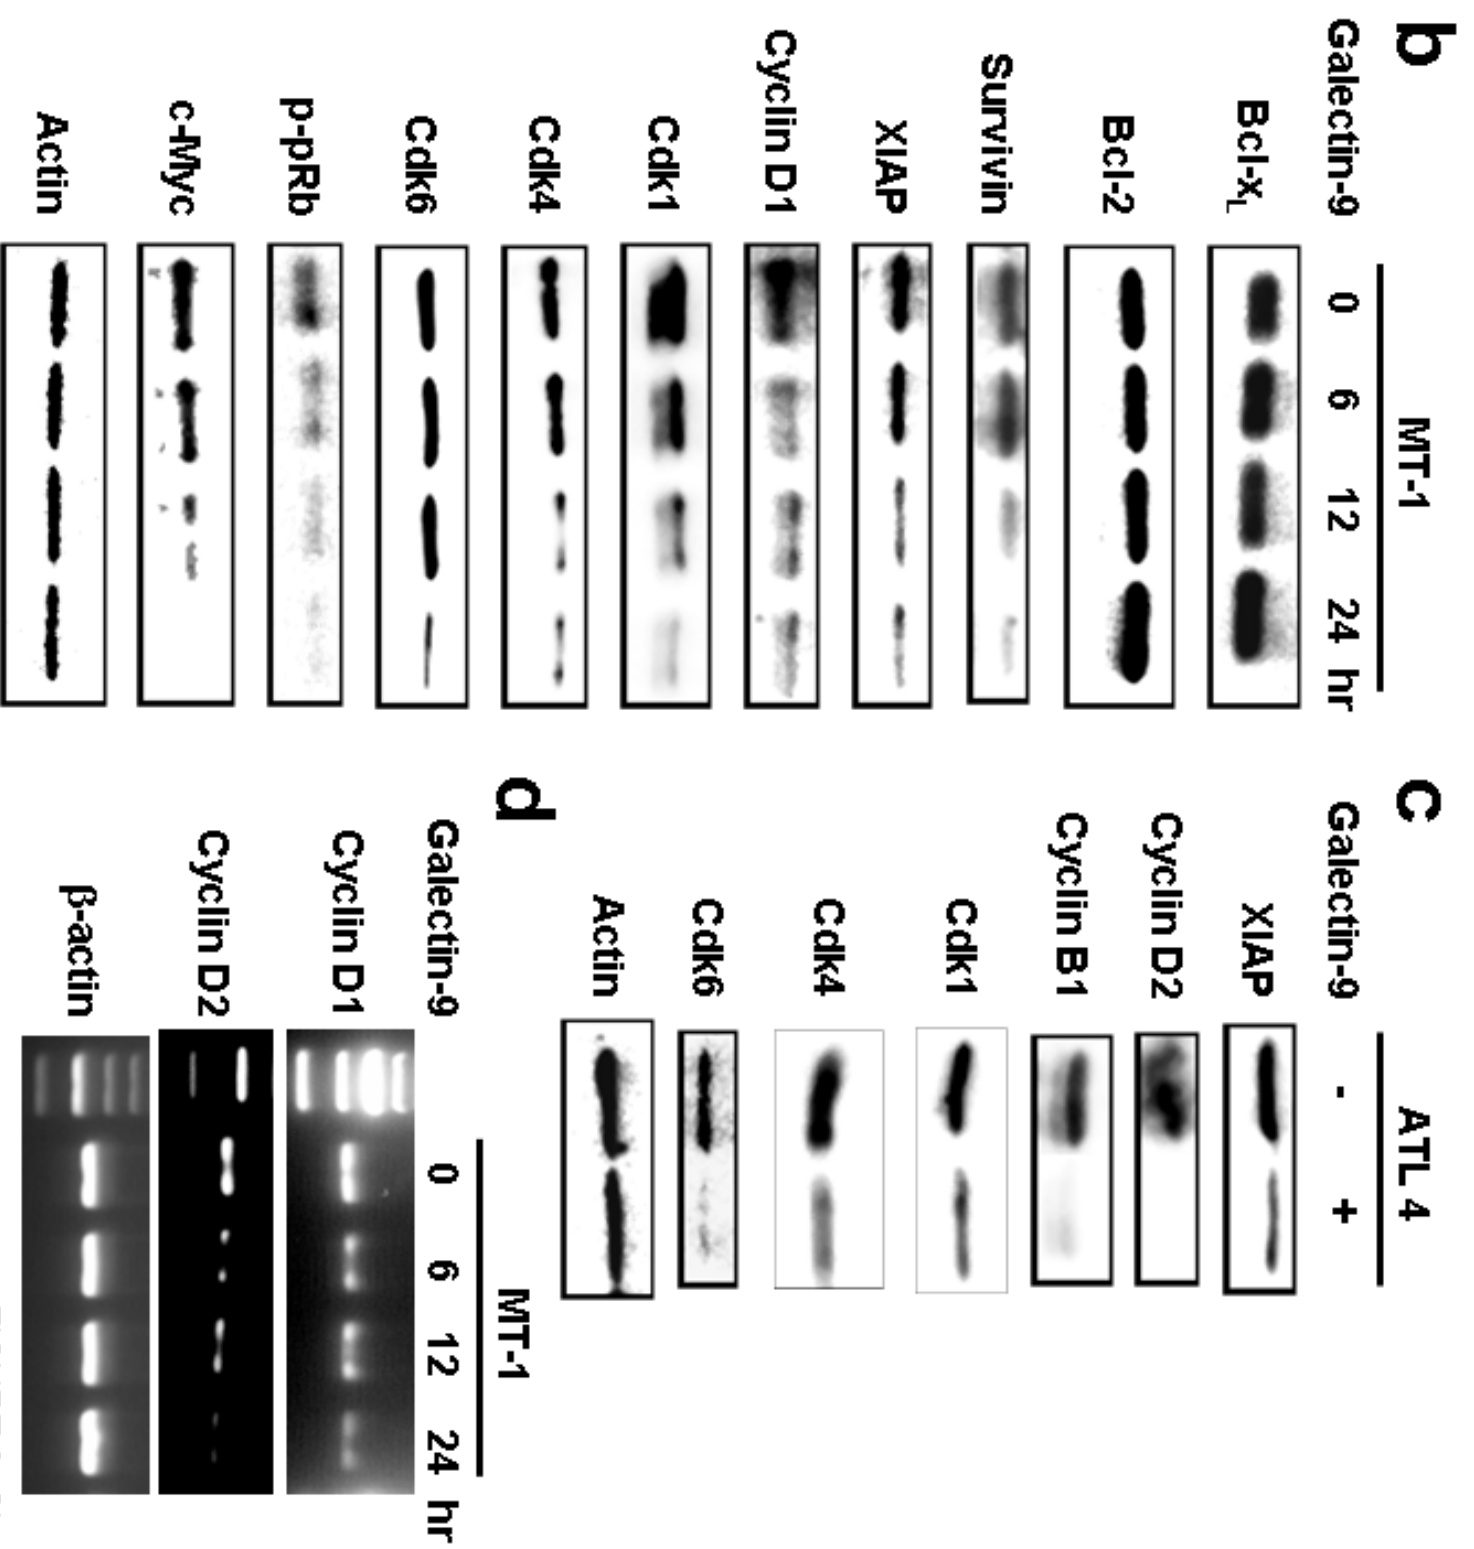 b
MT-1
Galectin-9 0 6 12 24 hr
Bcl-xL
Bcl-2
Survivin
XIAP
Cyclin D1
Cdk1
Cdk4
Cdk6
p-pRb
c-Myc
Actin
c
ATL 4
Galectin-9 - +
XIAP
Cyclin D2
Cyclin B1
Cdk1
Cdk4
Cdk6
Actin
d
MT-1
Galectin-9 0 6 12 24 hr
Cyclin D1
Cyclin D2
β-actin